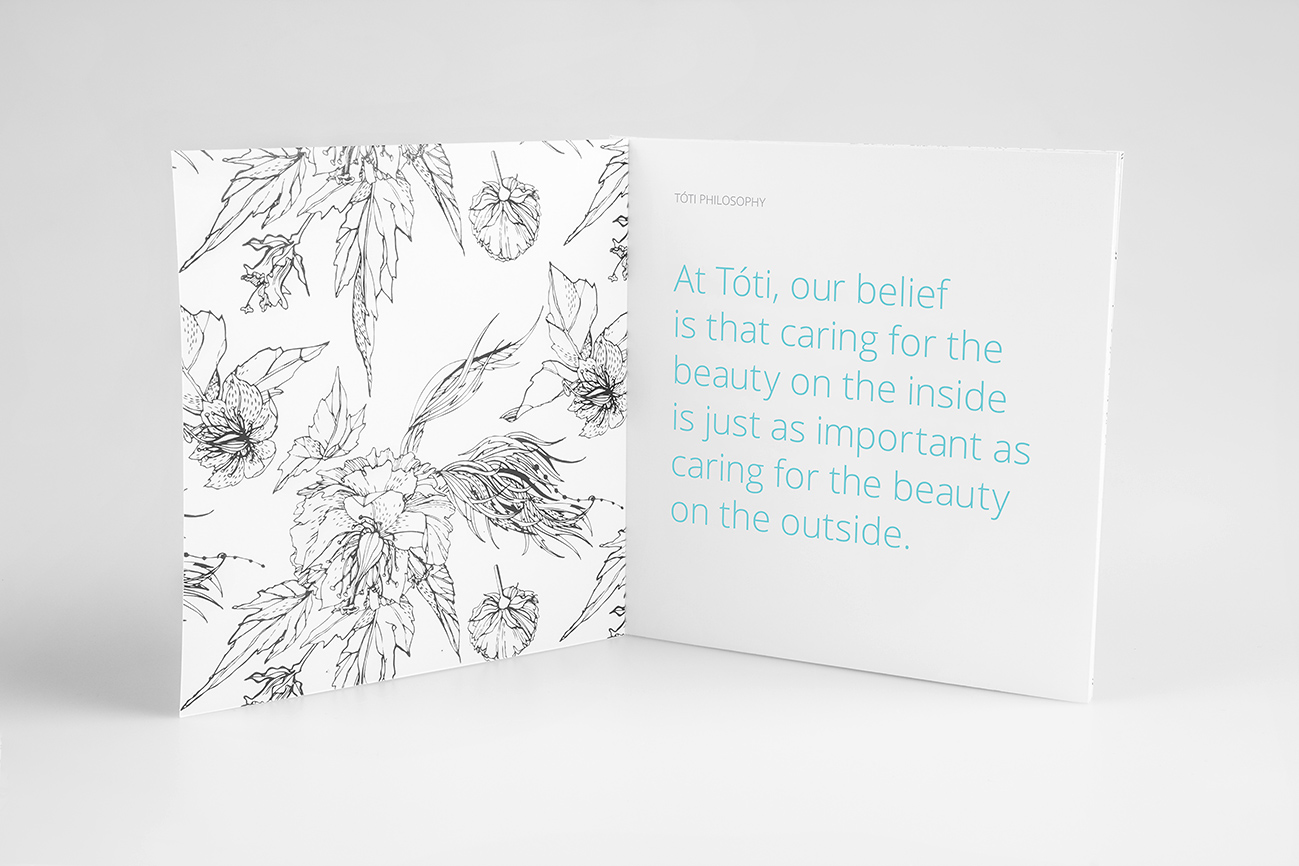 TÓTI PHILOSOPHY
At Tóti, our belief
is that caring for the
beauty on the inside
is just as important as
caring for the beauty
on the outside.